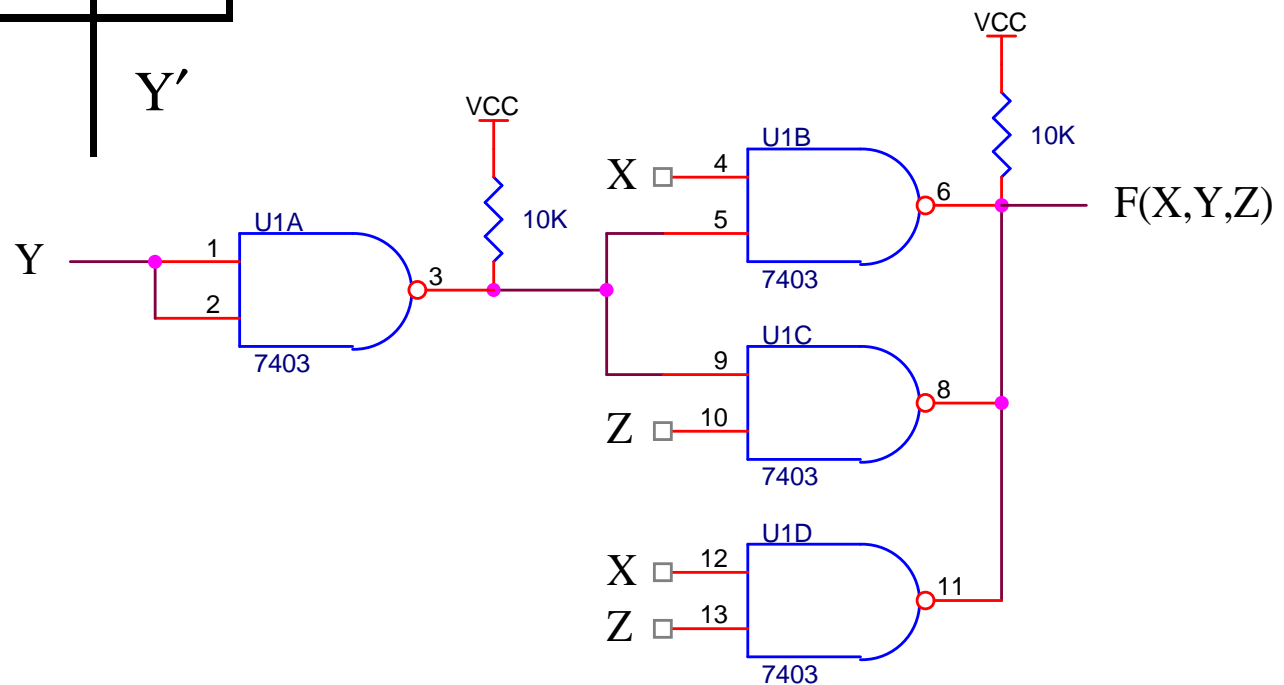 Y′
VCC
10K
Y
1
2
U1A
3
7403
VCC
10K
X
4
5
U1B
6
7403
F(X,Y,Z)
9
Z
10
U1C
8
7403
X
12
Z
13
U1D
11
7403